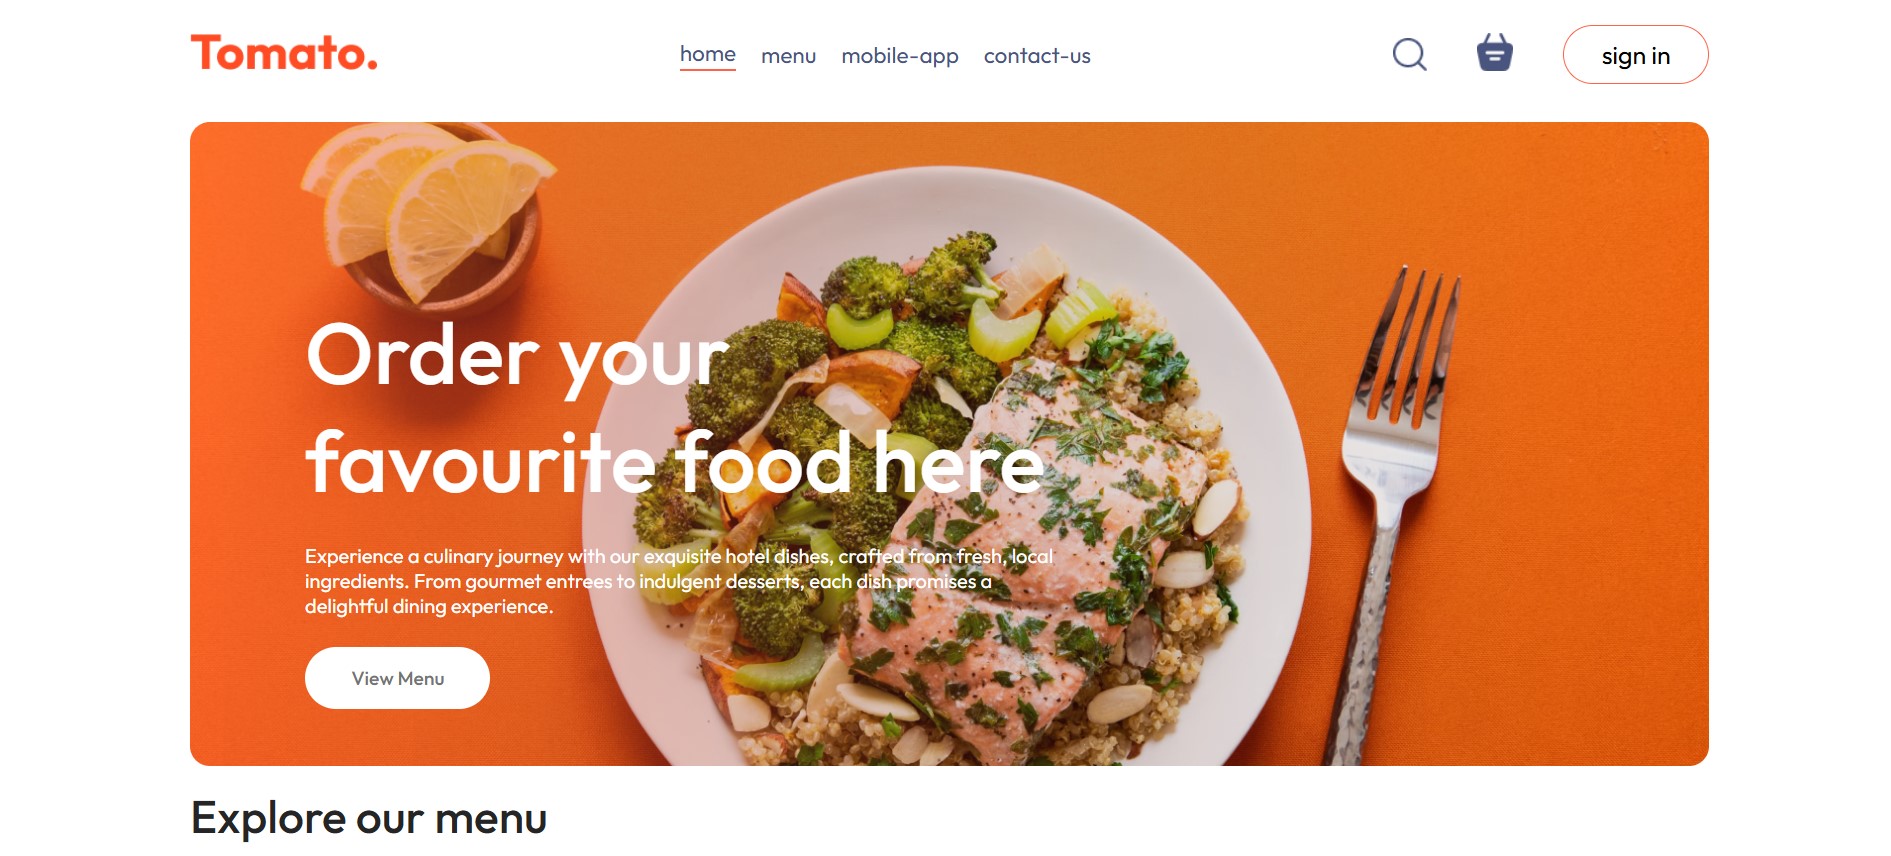 Tomato.
home menu mobile-app contact-us
sign in
Order your
favourite food here
Experience a culinary journey with our exquisite hotel dishes, crafted from fresh, local
ingredients. From gourmet entrees to indulgent desserts, each dish promises a
delightful dining experience.
View Menu
Explore our menu